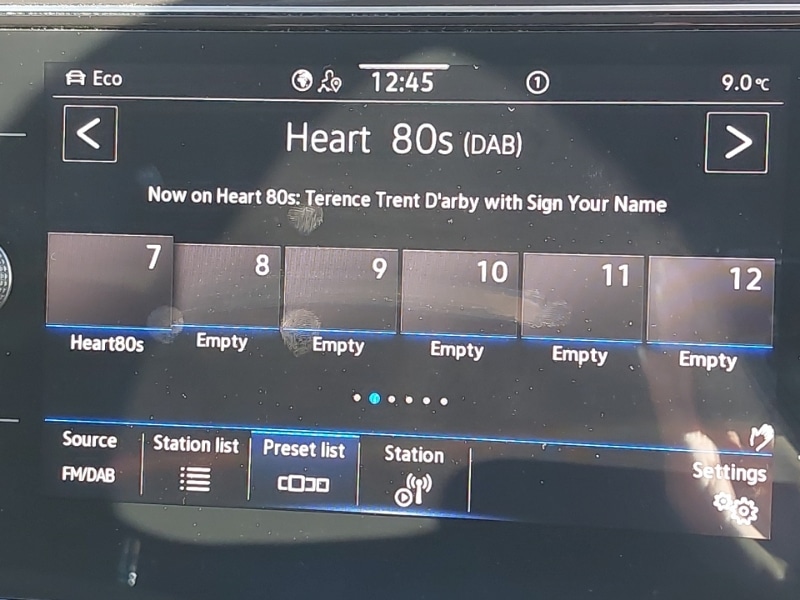 Eco 12:45 1 9.0°C
< Heart 80s (DAB) >
Now on Heart 80s: Terence Trent D'arby with Sign Your Name
7 8 9 10 11 12
Heart80s Empty Empty Empty Empty Empty
Source Station list Preset list Station Settings
FM/DAB